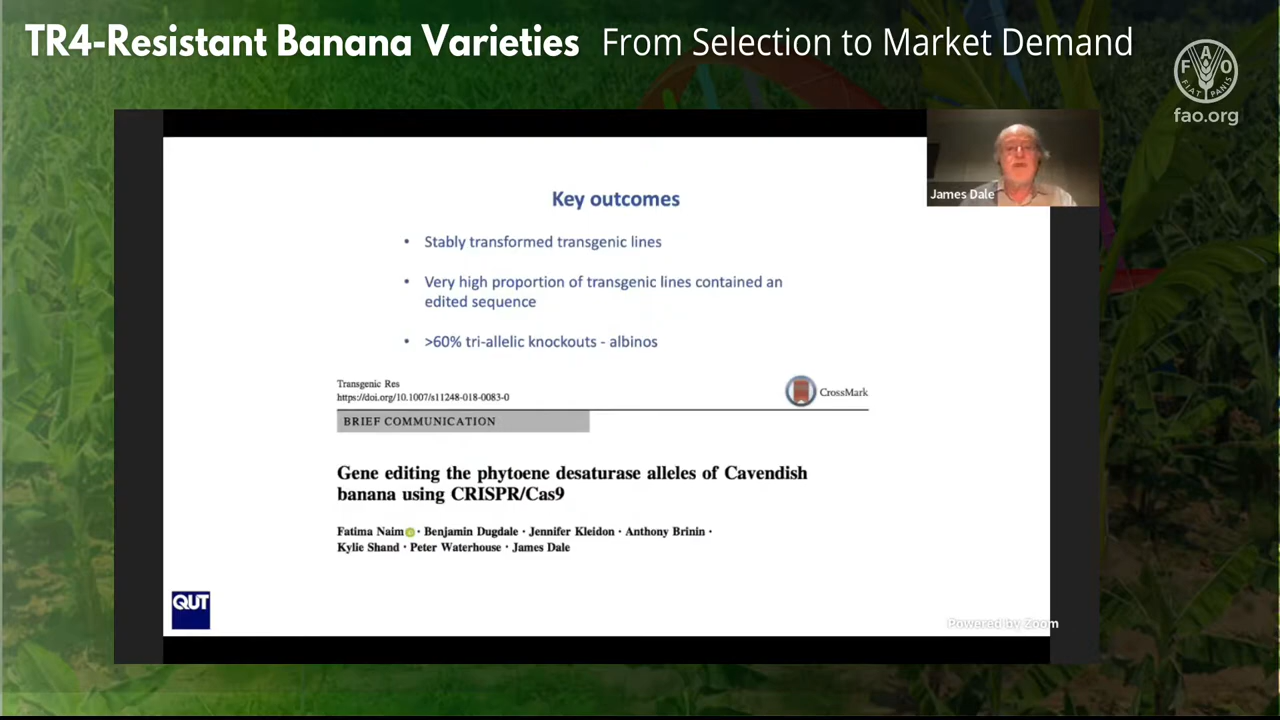 TR4-Resistant Banana Varieties From Selection to Market Demand
F A O
FIAT PANIS
fao.org
James Dale
Key outcomes
• Stably transformed transgenic lines
• Very high proportion of transgenic lines contained an
edited sequence
• >60% tri-allelic knockouts - albinos
Transgenic Res
https://doi.org/10.1007/s11248-018-0083-0
CrossMark
BRIEF COMMUNICATION
Gene editing the phytoene desaturase alleles of Cavendish
banana using CRISPR/Cas9
Fatima Naim · Benjamin Dugdale · Jennifer Kleidon · Anthony Brinin ·
Kylie Shand · Peter Waterhouse · James Dale
QUT
Powered by Zoom